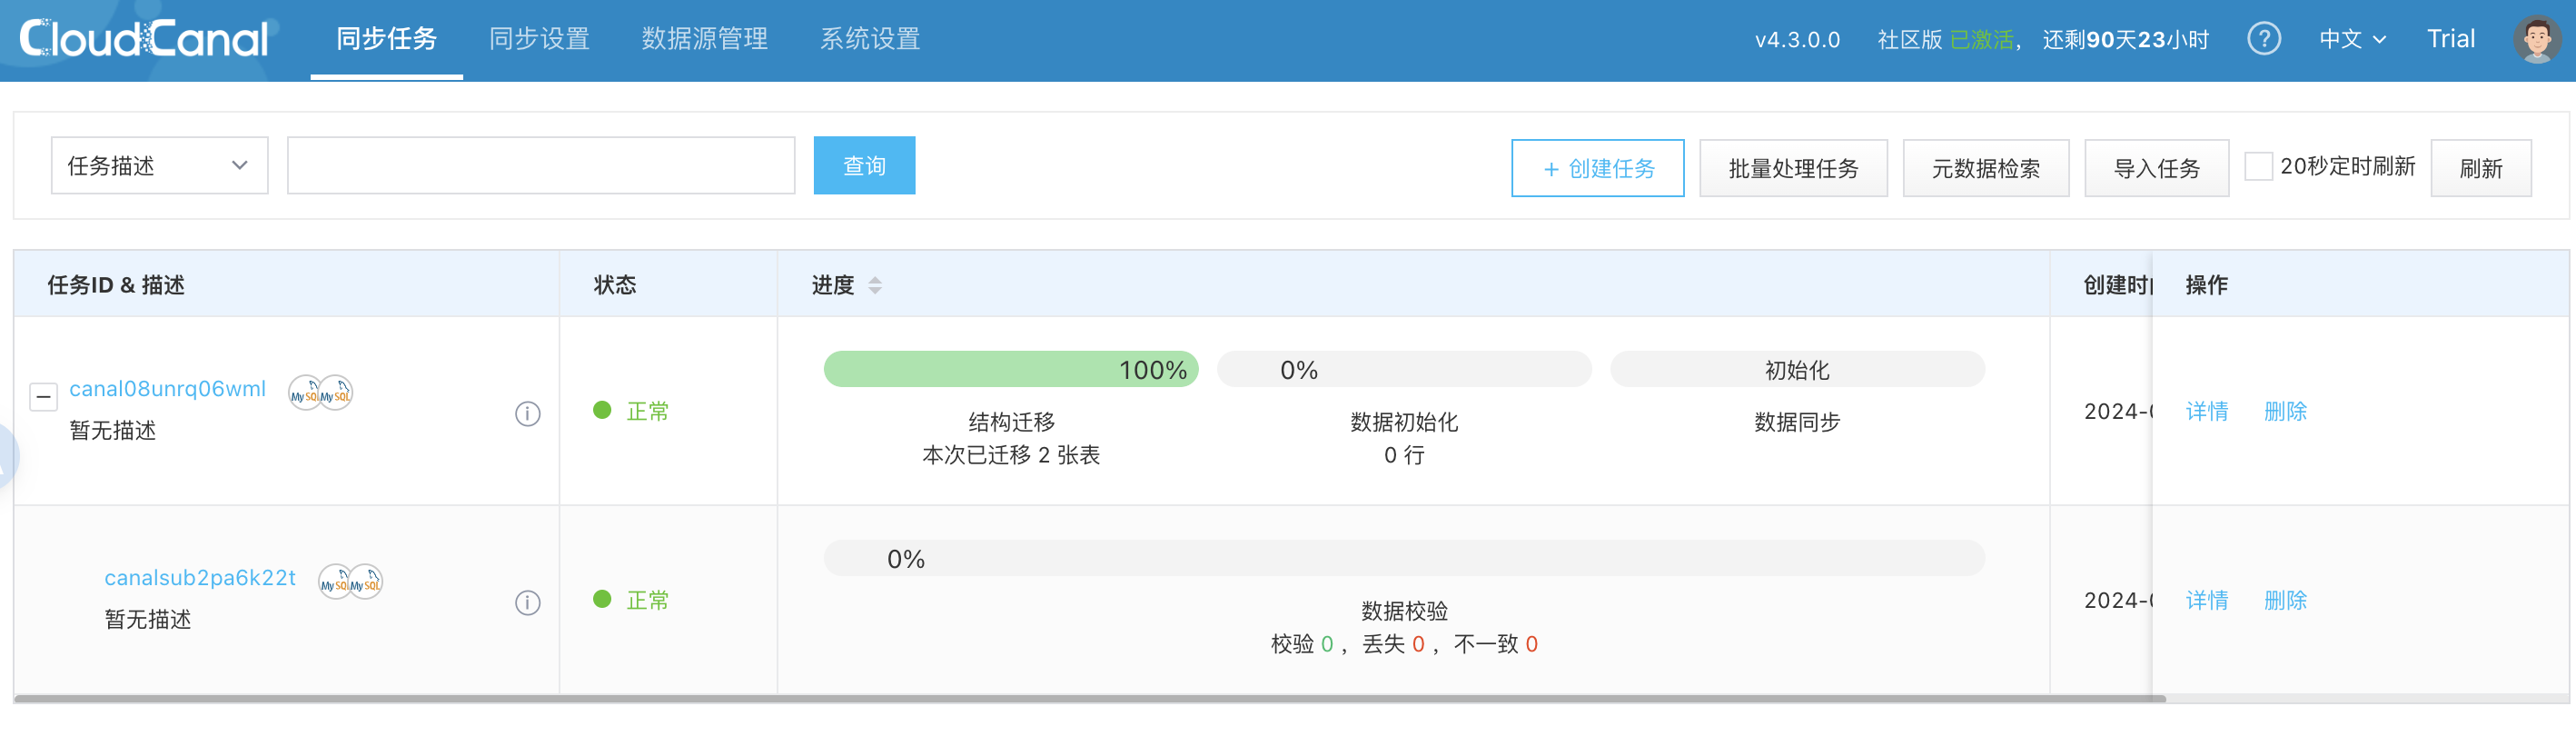 CloudCanal 同步任务 同步设置 数据源管理 系统设置 v4.3.0.0 社区版 已激活， 还剩90天23小时 ? 中文 Trial
任务描述 查询 + 创建任务 批量处理任务 元数据检索 导入任务 20秒定时刷新 刷新
任务ID & 描述 状态 进度 创建时 操作
canal08unrq06wml MySQL MySQL
暂无描述
正常
100% 0% 初始化
结构迁移 数据初始化 数据同步
本次已迁移 2 张表 0 行
2024-0 详情 删除
canalsub2pa6k22t MySQL MySQL
暂无描述
正常
0%
数据校验
校验 0 ，丢失 0 ，不一致 0
2024-0 详情 删除